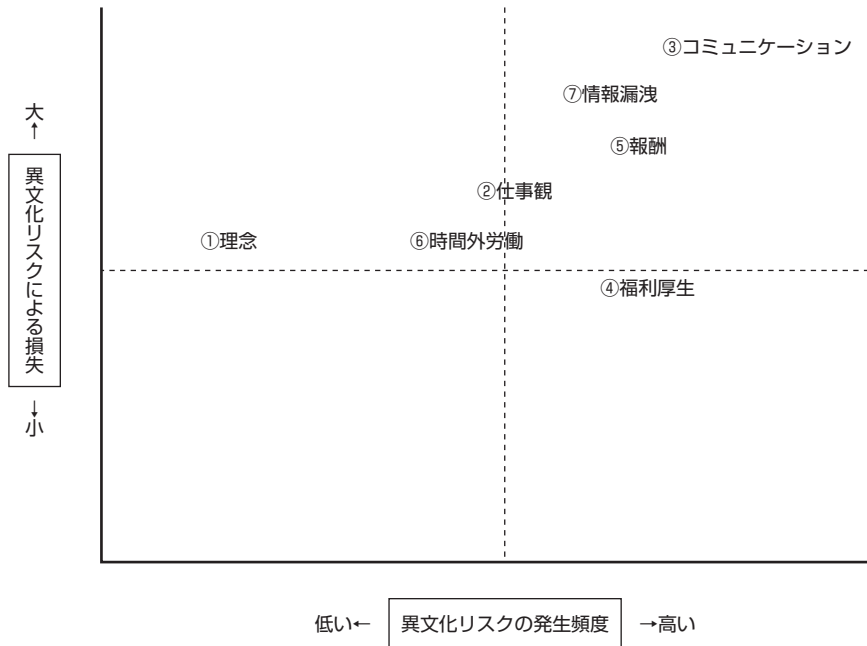 ③コミュニケーション
⑦情報漏洩
大
↑
⑤報酬
異文化リスクによる損失
②仕事観
①理念
⑥時間外労働
④福利厚生
↓
小
低い←
異文化リスクの発生頻度
→高い